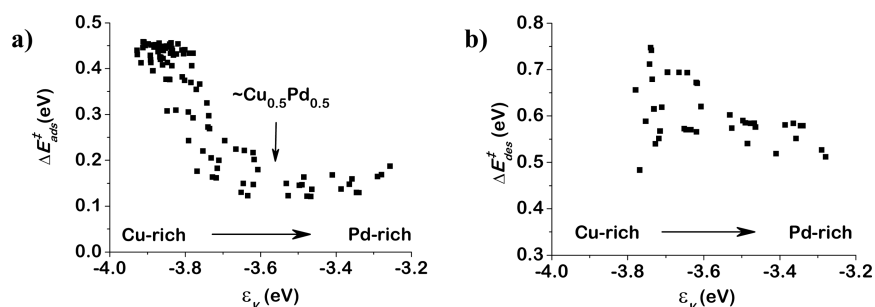 a)
ΔE‡ads (eV)
0.5
0.4
0.3
0.2
0.1
0.0
~Cu0.5Pd0.5
Cu-rich
Pd-rich
-4.0
-3.8
-3.6
-3.4
-3.2
εV (eV)
b)
ΔE‡des (eV)
0.8
0.7
0.6
0.5
0.4
0.3
Cu-rich
Pd-rich
-4.0
-3.8
-3.6
-3.4
-3.2
εV (eV)